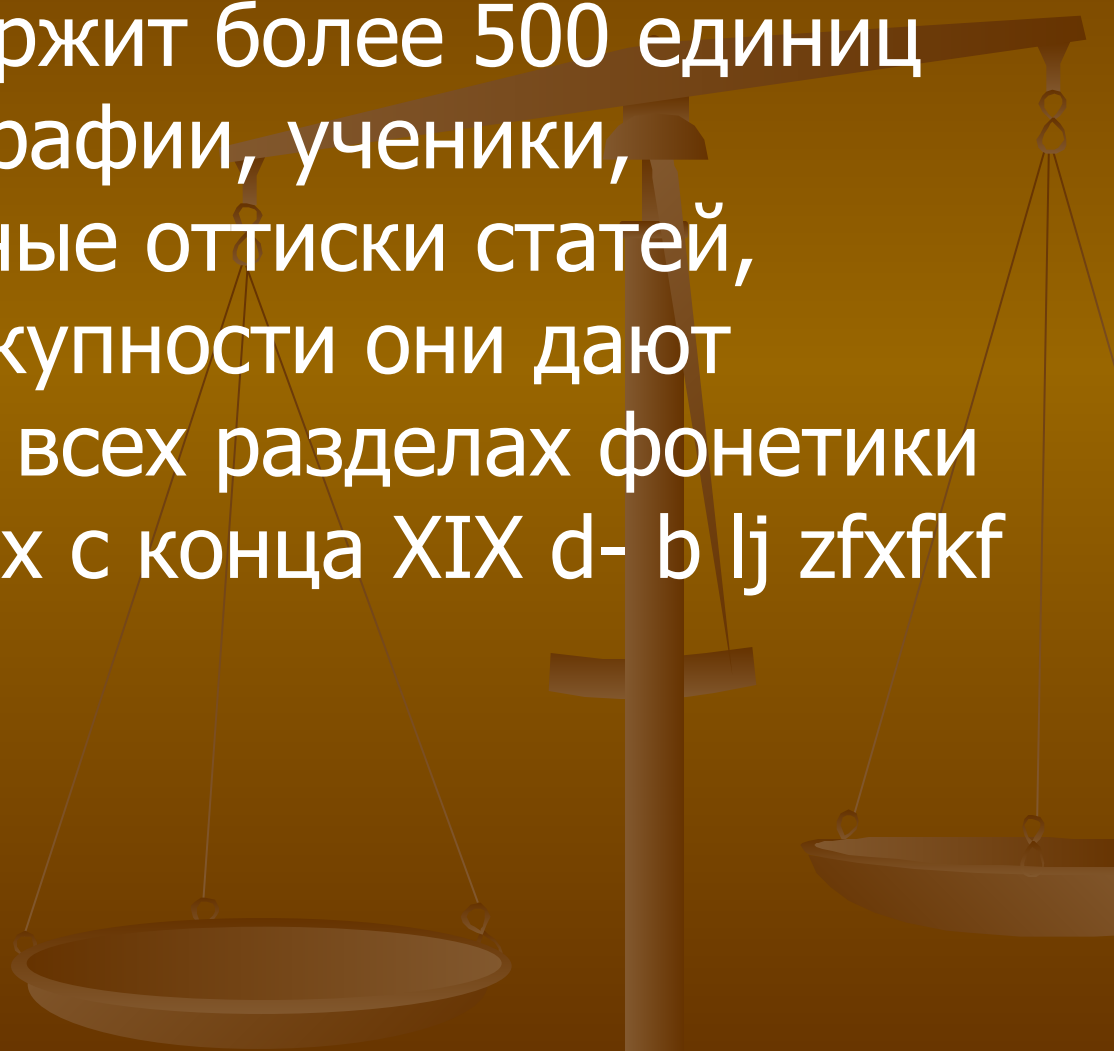 ржит более 500 единиц
рафии, ученики,
ные оттиски статей,
купности они дают
всех разделах фонетики
х с конца XIX d- b lj zfxfkf